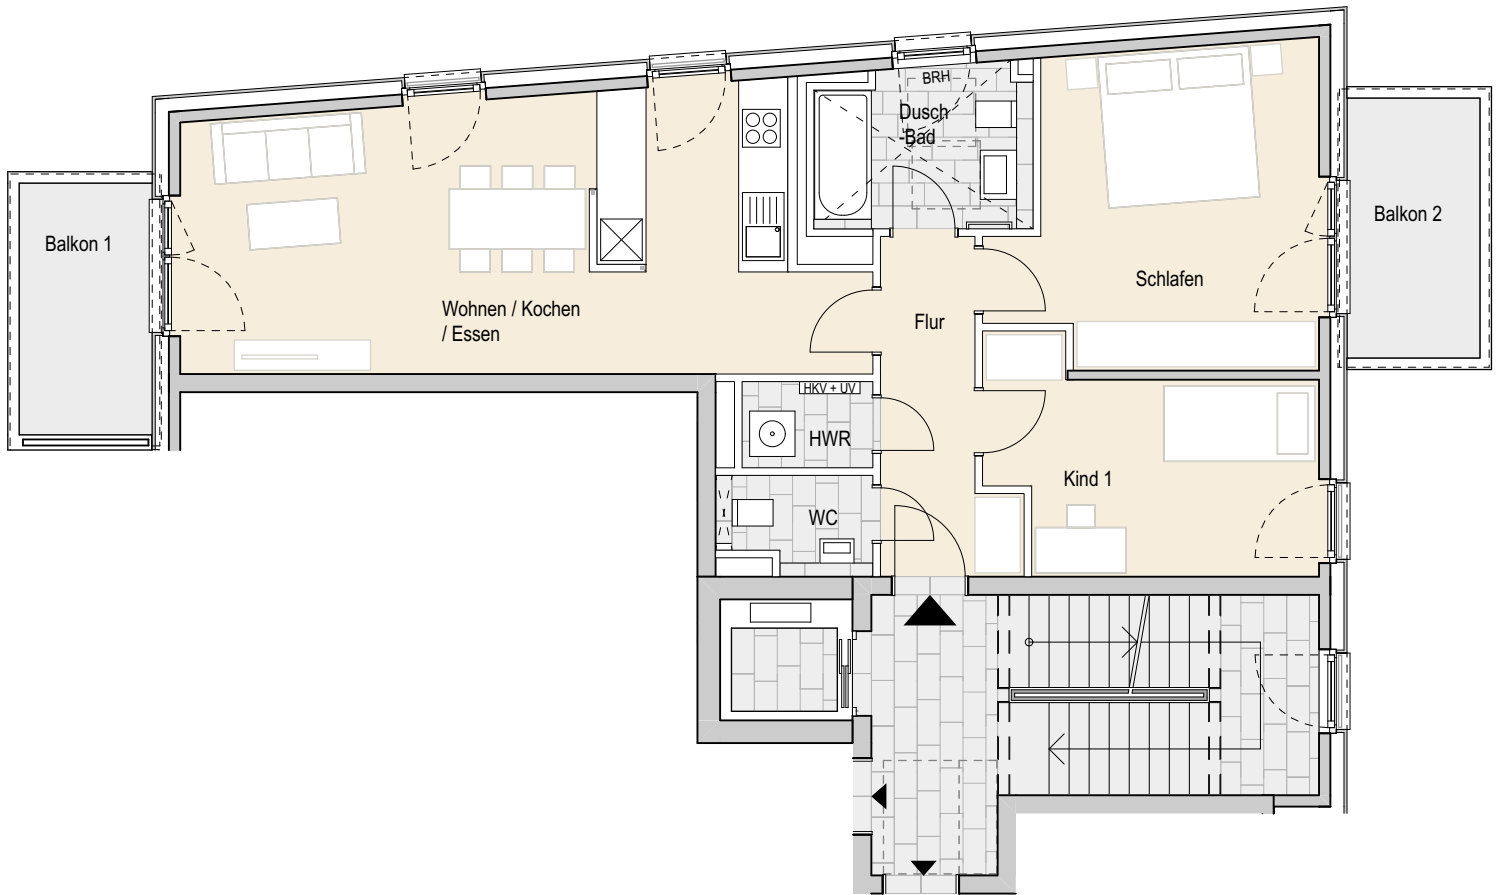 BRH
Dusch
-Bad
Balkon 1
Balkon 2
Schlafen
Wohnen / Kochen
/ Essen
Flur
HKV + UV
HWR
Kind 1
WC